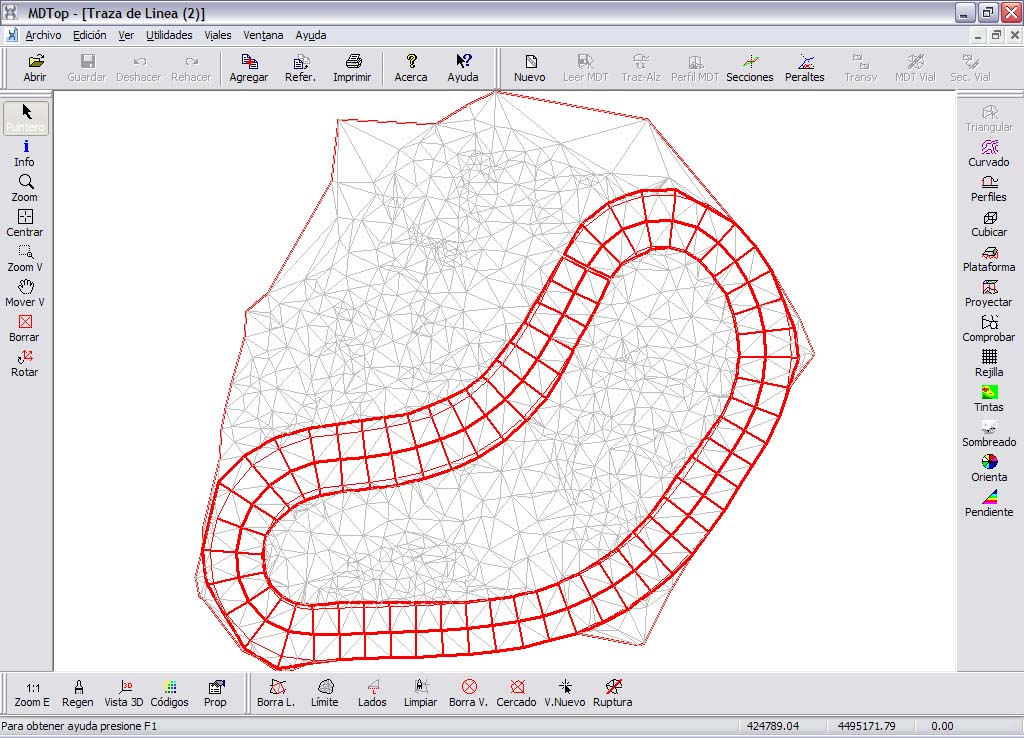 MDTop - [Traza de Linea (2)]
Archivo Edición Ver Utilidades Viales Ventana Ayuda
Abrir Guardar Deshacer Rehacer Agregar Refer. Imprimir Acerca Ayuda Nuevo Leer MDT Traz-Alz Perfil MDT Secciones Peraltes Transv MDT Vial Sec. Vial
Puntero
Info
Zoom
Centrar
Zoom V
Mover V
Borrar
Rotar
Triangular
Curvado
Perfiles
Cubicar
Plataforma
Proyectar
Comprobar
Rejilla
Tintas
Sombreado
Orienta
Pendiente
1:1 3D
Zoom E Regen Vista 3D Códigos Prop Borra L. Límite Lados Limpiar Borra V. Cercado V.Nuevo Ruptura
Para obtener ayuda presione F1 424789.04 4495171.79 0.00